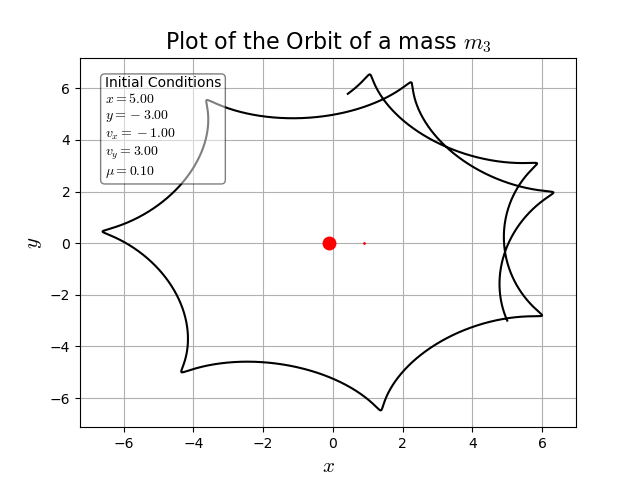 Plot of the Orbit of a mass m₃
Initial Conditions
x = 5.00
y = −3.00
vₓ = −1.00
v_y = 3.00
μ = 0.10
6
4
2
0
−2
−4
−6
y
−6 −4 −2 0 2 4 6
x